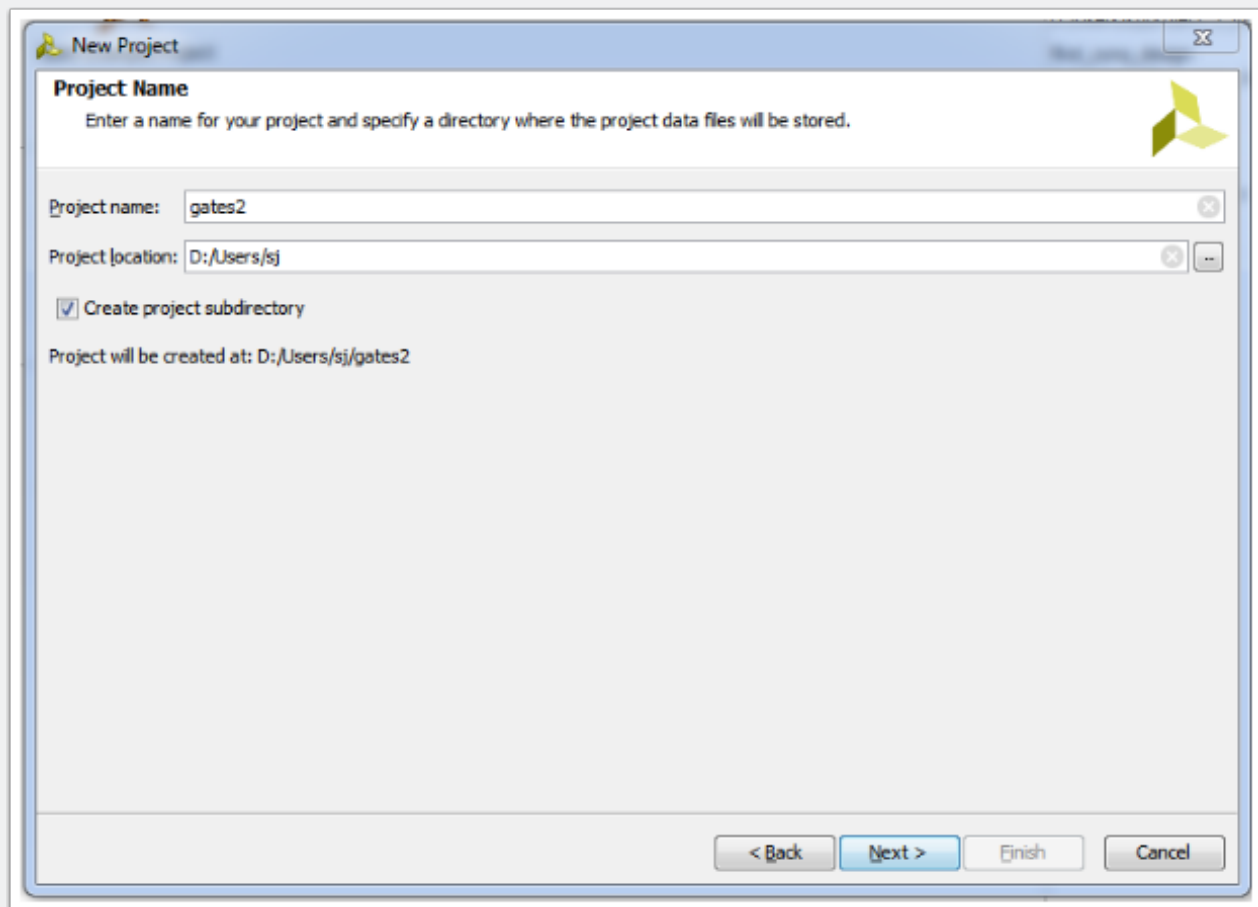 New Project
Project Name
Enter a name for your project and specify a directory where the project data files will be stored.
Project name: gates2
Project location: D:/Users/sj
..
Create project subdirectory
Project will be created at: D:/Users/sj/gates2
< Back Next > Finish Cancel